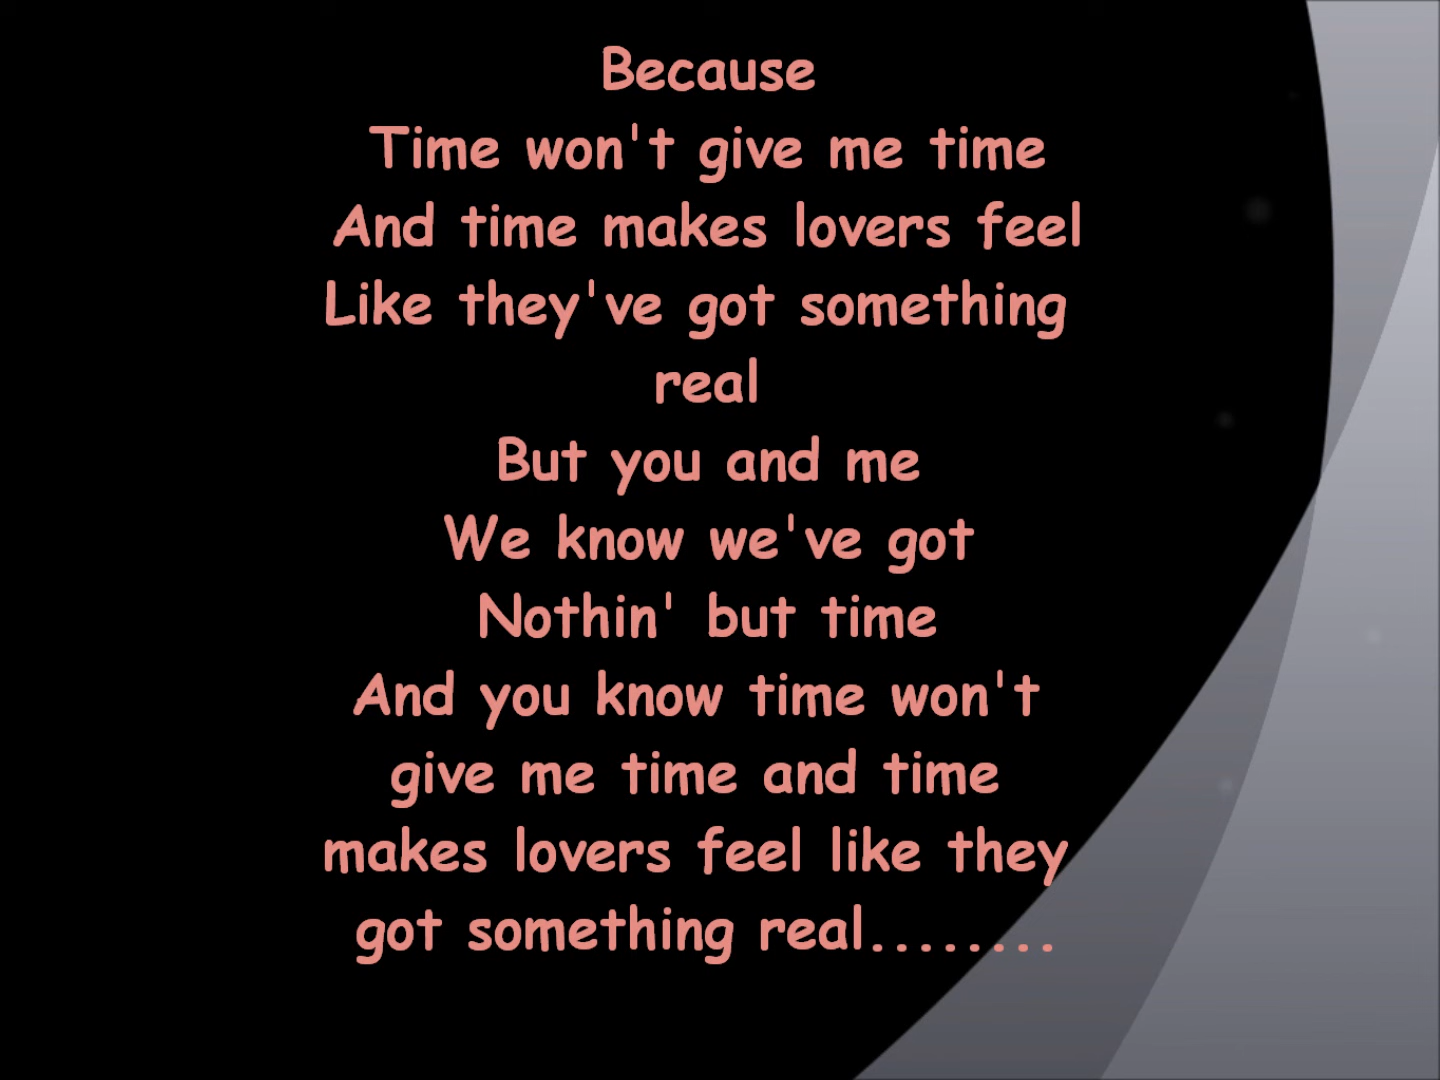 Because
Time won't give me time
And time makes lovers feel
Like they've got something
real
But you and me
We know we've got
Nothin' but time
And you know time won't
give me time and time
makes lovers feel like they
got something real........